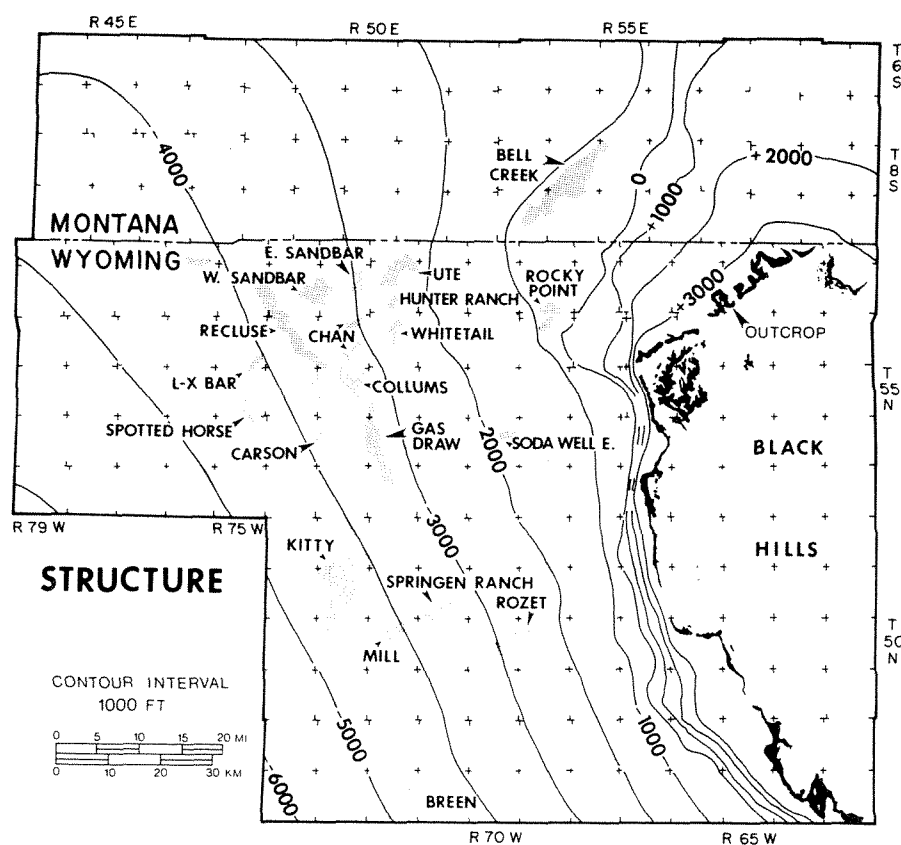 R 45 E
R 50 E
R 55 E
T
6
S
BELL
CREEK
+2000
T
8
S
4000
0
+1000
MONTANA
WYOMING
E. SANDBAR
W. SANDBAR
UTE
HUNTER RANCH
ROCKY
POINT
+3000
RECLUSE
CHAN
WHITETAIL
OUTCROP
L-X BAR
COLLUMS
T
55
N
SPOTTED HORSE
GAS
DRAW
2000
SODA WELL E.
CARSON
BLACK
R 79 W
R 75 W
3000
KITTY
HILLS
STRUCTURE
SPRINGEN RANCH
ROZET
T
50
N
MILL
CONTOUR INTERVAL
1000 FT
0 5 10 15 20 MI
0 10 20 30 KM
-5000
-1000
-6000
BREEN
R 70 W
R 65 W